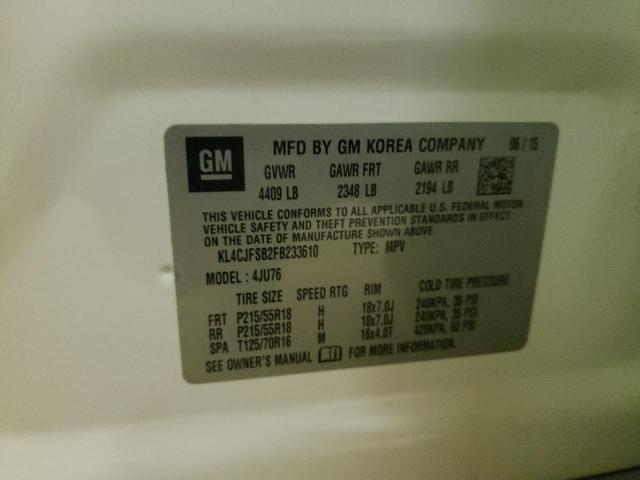 GM
MFD BY GM KOREA COMPANY 06/15
GVWR GAWR FRT GAWR RR
4409 LB 2348 LB 2194 LB
THIS VEHICLE CONFORMS TO ALL APPLICABLE U.S. FEDERAL MOTOR
VEHICLE SAFETY AND THEFT PREVENTION STANDARDS IN EFFECT
ON THE DATE OF MANUFACTURE SHOWN ABOVE.
KL4CJFSB2FB233610 TYPE: MPV
MODEL: 4JU76
TIRE SIZE SPEED RTG RIM COLD TIRE PRESSURE
FRT P215/55R18 H 18x7.0J 240KPA, 35 PSI
RR P215/55R18 H 18x7.0J 240KPA, 35 PSI
SPA T125/70R16 M 16x4.0T 420KPA, 60 PSI
SEE OWNER'S MANUAL FOR MORE INFORMATION.